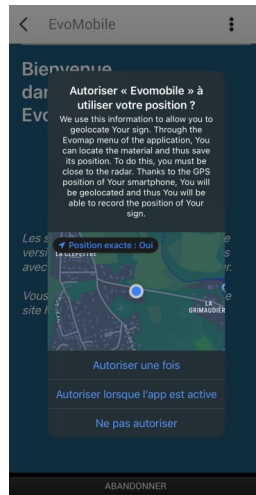 EvoMobile
Bienvenue
dan
Evo
Autoriser « Evomobile » à
utiliser votre position ?
We use this information to allow you to
geolocate Your sign. Through the
Evomap menu of the application, You
can locate the material and thus save
its position. To do this, you must be
close to the radar. Thanks to the GPS
position of Your smartphone, You will
be geolocated and thus You will be
able to record the position of Your
sign.
Les s
versi
avec
Vous
site h
Position exacte : Oui
LA CLEPETTRE
LA
GRIMAUDIÈR
Autoriser une fois
Autoriser lorsque l'app est active
Ne pas autoriser
ABANDONNER